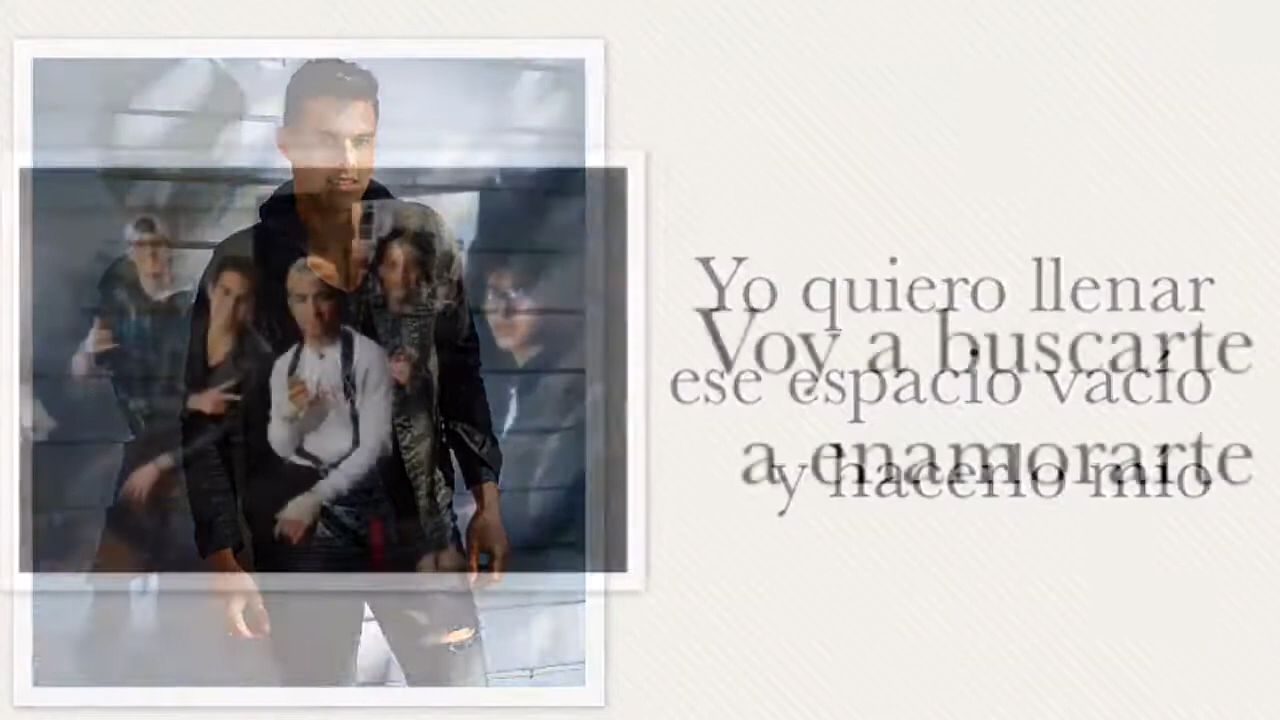 Yo quiero llenar
Voy a buscarte
ese espacio vacío
a enamorarte
y hacerlo mío